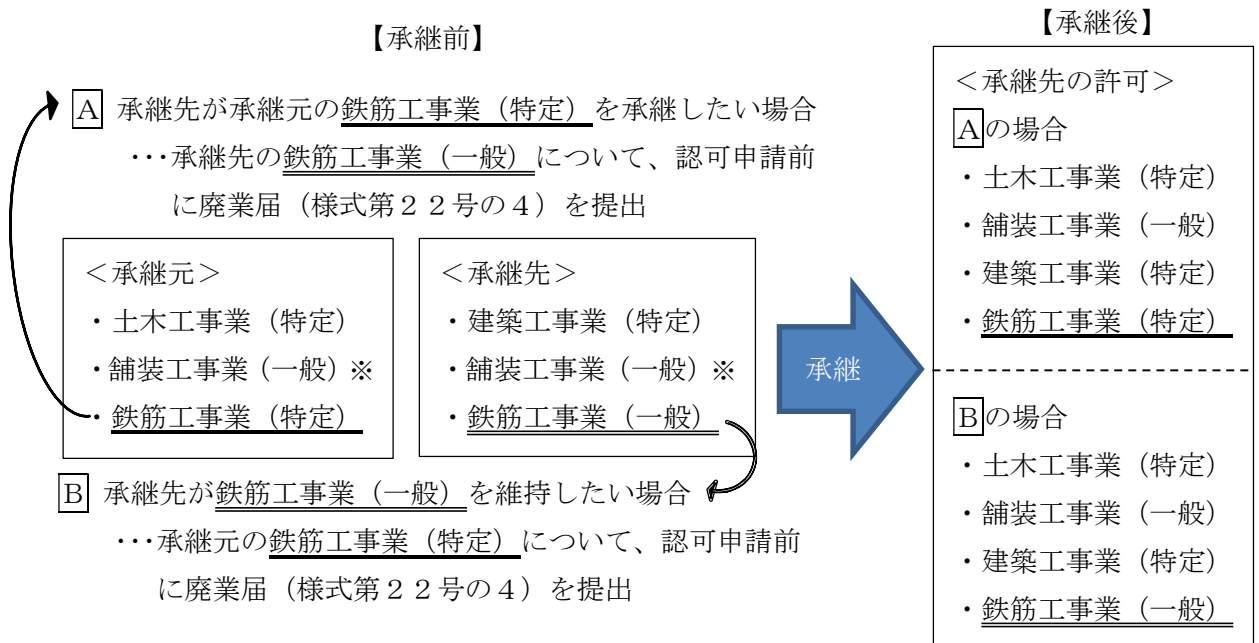 【承継前】
A 承継先が承継元の鉄筋工事業（特定）を承継したい場合
･･･承継先の鉄筋工事業（一般）について、認可申請前
に廃業届（様式第２２号の４）を提出
＜承継元＞
・土木工事業（特定）
・舗装工事業（一般）※
・鉄筋工事業（特定）
＜承継先＞
・建築工事業（特定）
・舗装工事業（一般）※
・鉄筋工事業（一般）
B 承継先が鉄筋工事業（一般）を維持したい場合
･･･承継元の鉄筋工事業（特定）について、認可申請前
に廃業届（様式第２２号の４）を提出
承継
【承継後】
＜承継先の許可＞
Aの場合
・土木工事業（特定）
・舗装工事業（一般）
・建築工事業（特定）
・鉄筋工事業（特定）
Bの場合
・土木工事業（特定）
・舗装工事業（一般）
・建築工事業（特定）
・鉄筋工事業（一般）